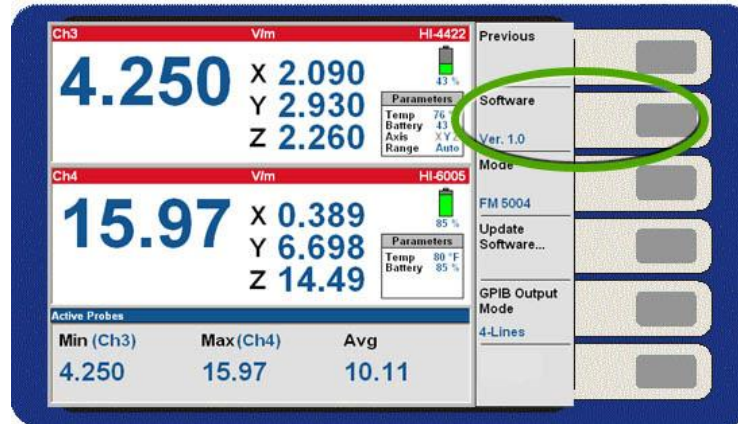 Ch3 V/m HI-4422
4.250
X 2.090
Y 2.930
Z 2.260
43 %
Parameters
Temp 76 °
Battery 43
Axis X Y Z
Range Auto
Ch4 V/m HI-6005
15.97
X 0.389
Y 6.698
Z 14.49
85 %
Parameters
Temp 80 °F
Battery 85 %
Active Probes
Min (Ch3) Max (Ch4) Avg
4.250 15.97 10.11
Previous
Software
Ver. 1.0
Mode
FM 5004
Update
Software...
GPIB Output
Mode
4-Lines